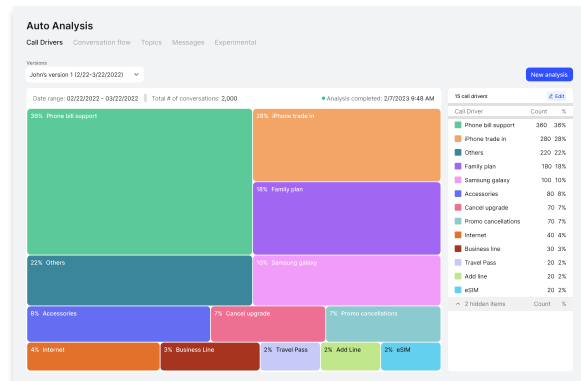 Auto Analysis
Call Drivers Conversation flow Topics Messages Experimental
Versions
John's version 1 (2/22-3/22/2022)
New analysis
Date range: 02/22/2022 - 03/22/2022 Total # of conversations: 2,000 Analysis completed: 2/7/2023 9:48 AM
36% Phone bill support
28% iPhone trade in
18% Family plan
22% Others
10% Samsung galaxy
8% Accessories
7% Cancel upgrade
7% Promo cancellations
4% Internet
3% Business Line
2% Travel Pass
2% Add Line
2% eSIM
15 call drivers Edit
Call Driver Count %
Phone bill support 360 36%
iPhone trade in 280 28%
Others 220 22%
Family plan 180 18%
Samsung galaxy 100 10%
Accessories 80 8%
Cancel upgrade 70 7%
Promo cancellations 70 7%
Internet 40 4%
Business line 30 3%
Travel Pass 20 2%
Add line 20 2%
eSIM 20 2%
2 hidden items Count %